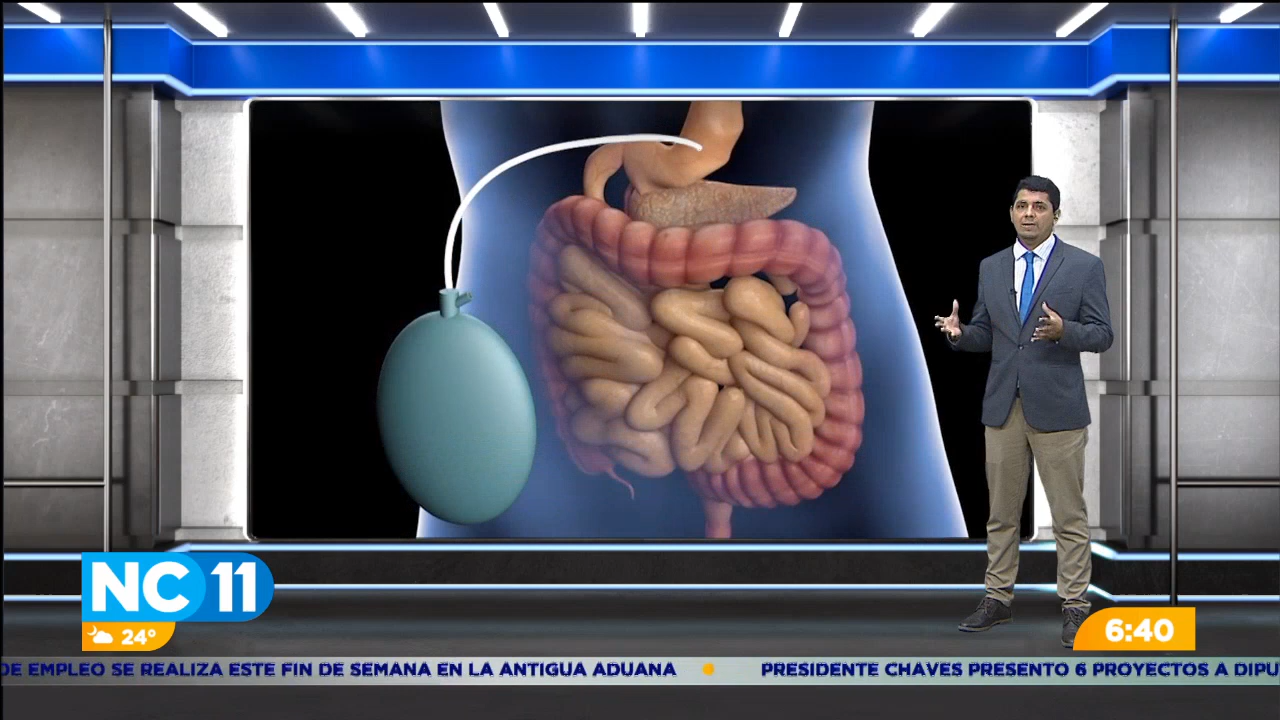 NC 11
24°
6:40
DE EMPLEO SE REALIZA ESTE FIN DE SEMANA EN LA ANTIGUA ADUANA
PRESIDENTE CHAVES PRESENTO 6 PROYECTOS A DIPU